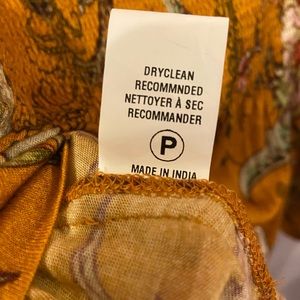 DRYCLEAN
RECOMMNDED
NETTOYER À SEC
RECOMMANDER
P
MADE IN INDIA